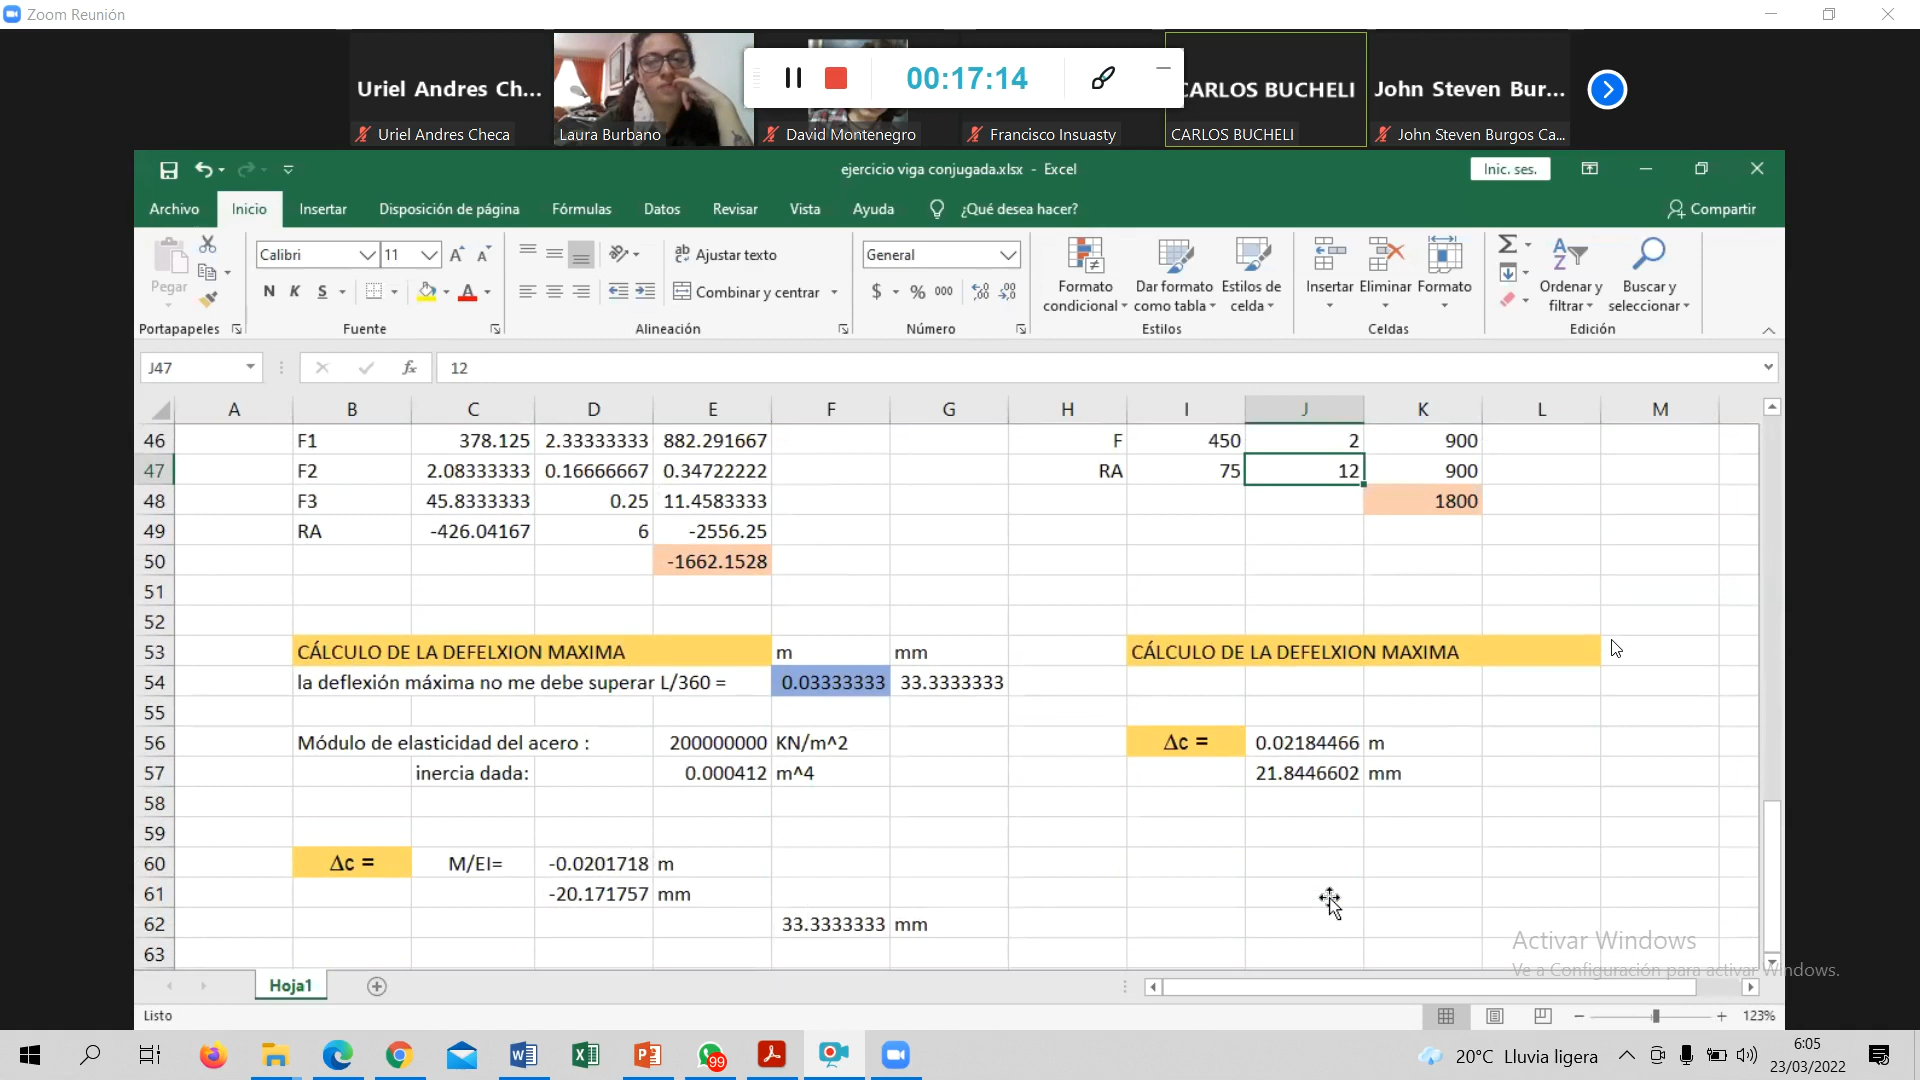 Zoom Reunión
Uriel Andres Ch...
00:17:14
CARLOS BUCHELI
John Steven Bur...
Uriel Andres Checa
Laura Burbano
David Montenegro
Francisco Insuasty
CARLOS BUCHELI
John Steven Burgos Ca...
ejercicio viga conjugada.xlsx - Excel
Inic. ses.
Archivo
Inicio
Insertar
Disposición de página
Fórmulas
Datos
Revisar
Vista
Ayuda
¿Qué desea hacer?
Compartir
Pegar
Calibri
11
Ajustar texto
General
N K S
Combinar y centrar
$ % 000
Formato condicional
Dar formato como tabla
Estilos de celda
Insertar
Eliminar
Formato
Ordenar y filtrar
Buscar y seleccionar
Portapapeles
Fuente
Alineación
Número
Estilos
Celdas
Edición
J47
fx
12
A B C D E F G H I J K L M
46 F1 378.125 2.33333333 882.291667 F 450 2 900
47 F2 2.08333333 0.16666667 0.34722222 RA 75 12 900
48 F3 45.8333333 0.25 11.4583333 1800
49 RA -426.04167 6 -2556.25
50 -1662.1528
51
52
53 CÁLCULO DE LA DEFELXION MAXIMA m mm CÁLCULO DE LA DEFELXION MAXIMA
54 la deflexión máxima no me debe superar L/360 = 0.03333333 33.3333333
55
56 Módulo de elasticidad del acero : 200000000 KN/m^2 Δc = 0.02184466 m
57 inercia dada: 0.000412 m^4 21.8446602 mm
58
59
60 Δc = M/EI= -0.0201718 m
61 -20.171757 mm
62 33.3333333 mm
63
Activar Windows
Ve a Configuración para activar Windows.
Hoja1
Listo
123%
99
20°C Lluvia ligera
6:05
23/03/2022